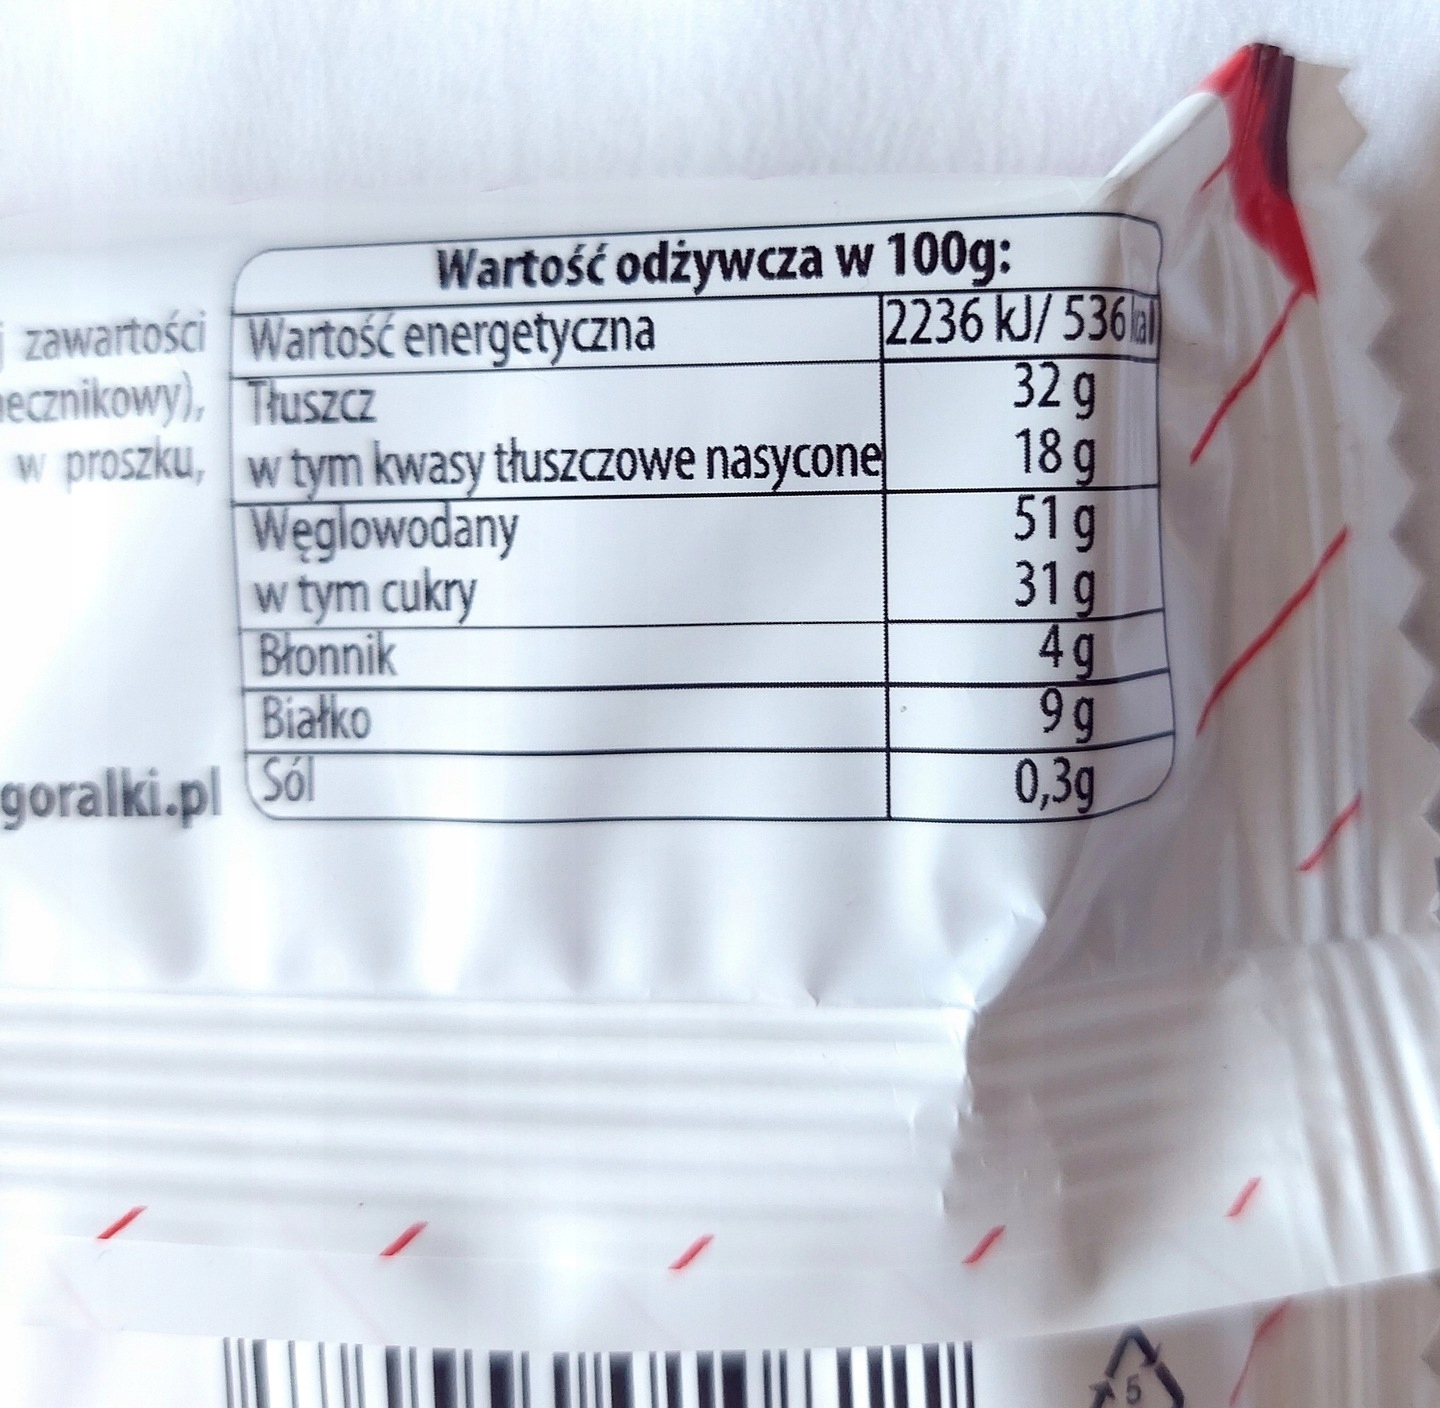 zawartości
w proszku,
goralki.pl
Wartość odżywcza w 100g:
Wartość energetyczna 2236 kJ/ 536 kcal
Tłuszcz 32 g
w tym kwasy tłuszczowe nasycone 18 g
Węglowodany 51 g
w tym cukry 31 g
Błonnik 4 g
Białko 9 g
Sól 0,3g
5